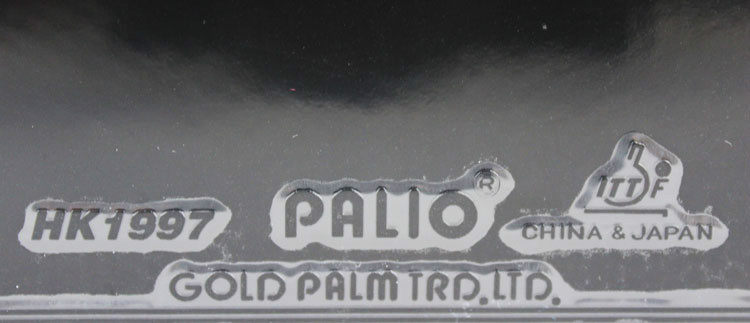 HK1997
PALIO®
ITTF
CHINA & JAPAN
GOLD PALM TRD.LTD.